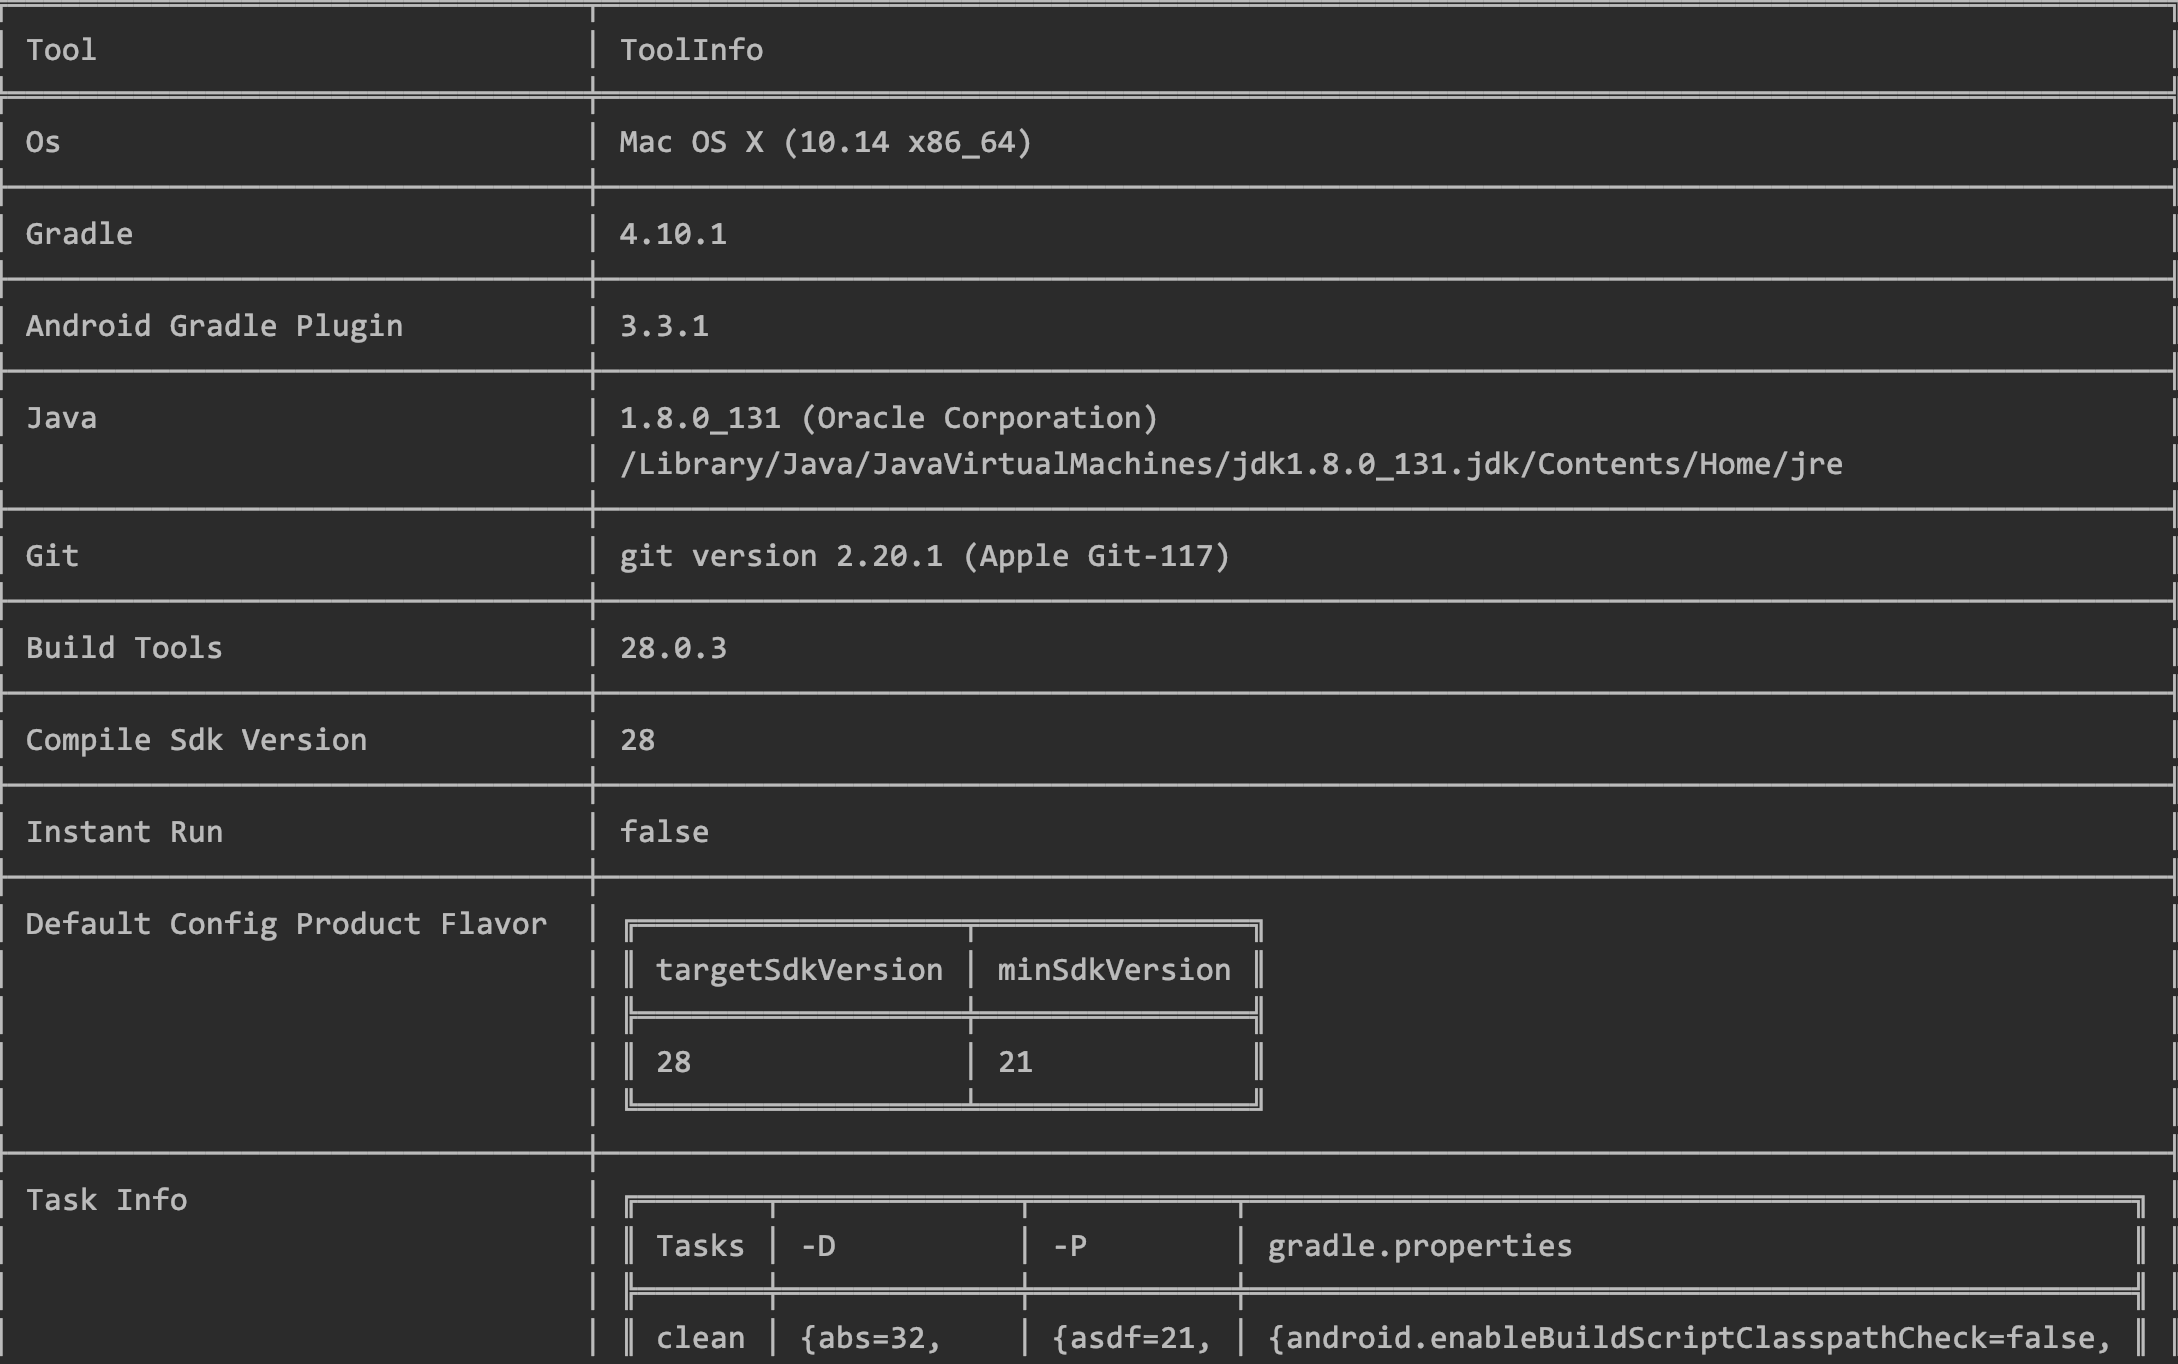 Tool ToolInfo
Os Mac OS X (10.14 x86_64)
Gradle 4.10.1
Android Gradle Plugin 3.3.1
Java 1.8.0_131 (Oracle Corporation)
/Library/Java/JavaVirtualMachines/jdk1.8.0_131.jdk/Contents/Home/jre
Git git version 2.20.1 (Apple Git-117)
Build Tools 28.0.3
Compile Sdk Version 28
Instant Run false
Default Config Product Flavor
targetSdkVersion minSdkVersion
28 21
Task Info
Tasks -D -P gradle.properties
clean {abs=32, {asdf=21, {android.enableBuildScriptClasspathCheck=false,